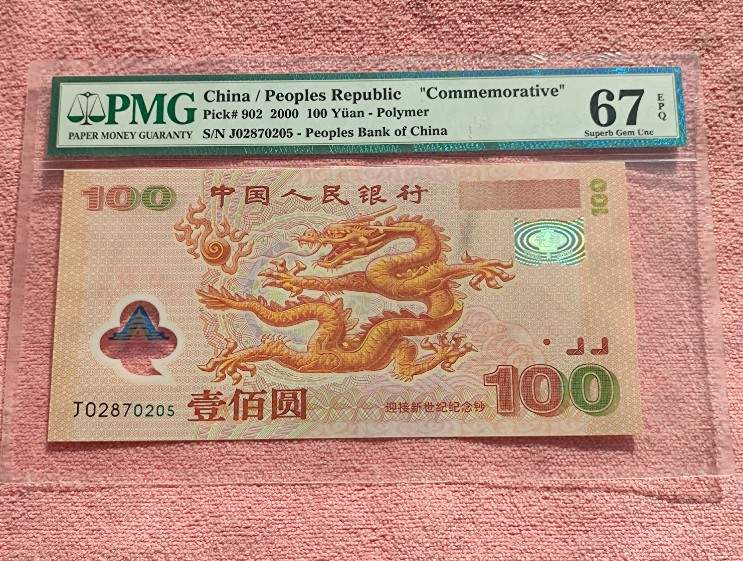 PMG
PAPER MONEY GUARANTY
China / Peoples Republic "Commemorative"
Pick# 902 2000 100 Yüan - Polymer
S/N J02870205 - Peoples Bank of China
67 EPQ
Superb Gem Unc
100 中国人民银行
100
J02870205 壹佰圆 迎接新世纪纪念钞 100